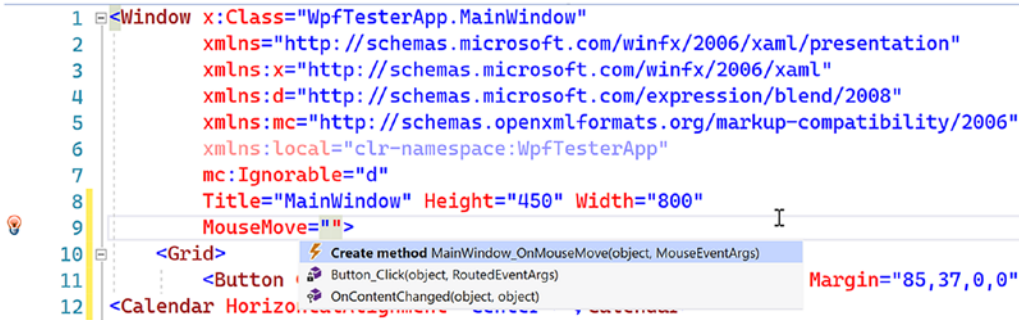 1 <Window x:Class="WpfTesterApp.MainWindow"
2 xmlns="http://schemas.microsoft.com/winfx/2006/xaml/presentation"
3 xmlns:x="http://schemas.microsoft.com/winfx/2006/xaml"
4 xmlns:d="http://schemas.microsoft.com/expression/blend/2008"
5 xmlns:mc="http://schemas.openxmlformats.org/markup-compatibility/2006"
6 xmlns:local="clr-namespace:WpfTesterApp"
7 mc:Ignorable="d"
8 Title="MainWindow" Height="450" Width="800"
9 MouseMove="">
10 <Grid>
Create method MainWindow_OnMouseMove(object, MouseEventArgs)
11 <Button
Button_Click(object, RoutedEventArgs)
Margin="85,37,0,0"
OnContentChanged(object, object)
12 <Calendar HorizontalAlignment="Center"